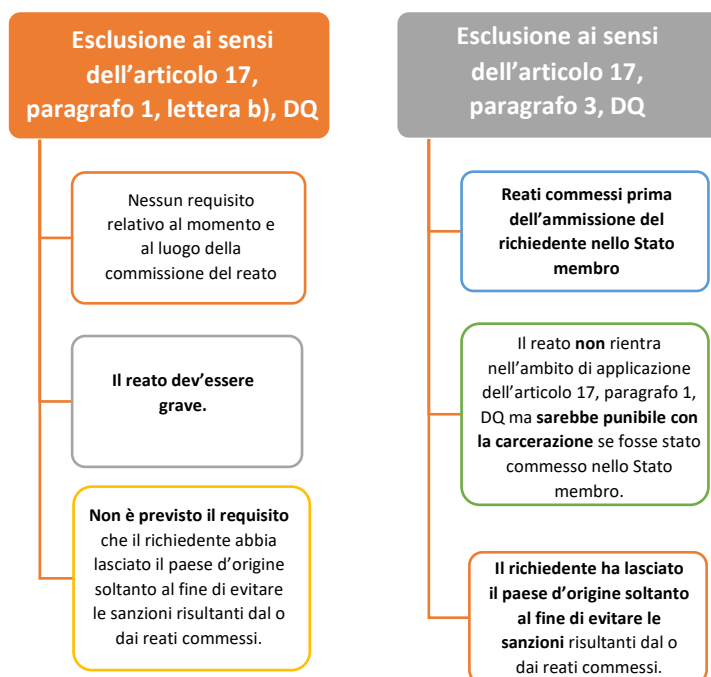 Esclusione ai sensi
dell’articolo 17,
paragrafo 1, lettera b), DQ
Nessun requisito
relativo al momento e
al luogo della
commissione del reato
Il reato dev’essere
grave.
Non è previsto il requisito
che il richiedente abbia
lasciato il paese d’origine
soltanto al fine di evitare
le sanzioni risultanti dal o
dai reati commessi.
Esclusione ai sensi
dell’articolo 17,
paragrafo 3, DQ
Reati commessi prima
dell’ammissione del
richiedente nello Stato
membro
Il reato non rientra
nell’ambito di applicazione
dell’articolo 17, paragrafo 1,
DQ ma sarebbe punibile con
la carcerazione se fosse stato
commesso nello Stato
membro.
Il richiedente ha lasciato
il paese d’origine soltanto
al fine di evitare le
sanzioni risultanti dal o
dai reati commessi.